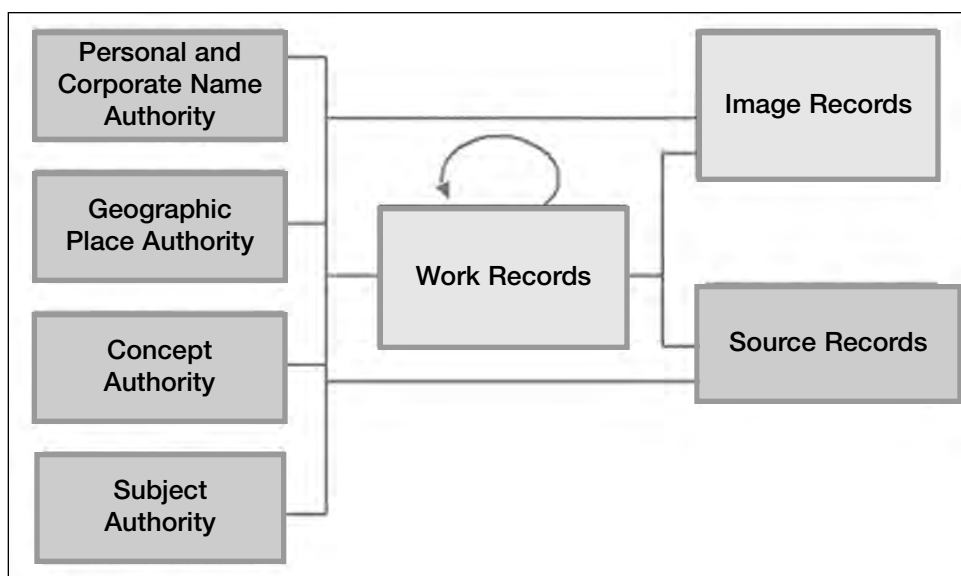 Personal and
Corporate Name
Authority
Geographic
Place Authority
Concept
Authority
Subject
Authority
Work Records
Image Records
Source Records